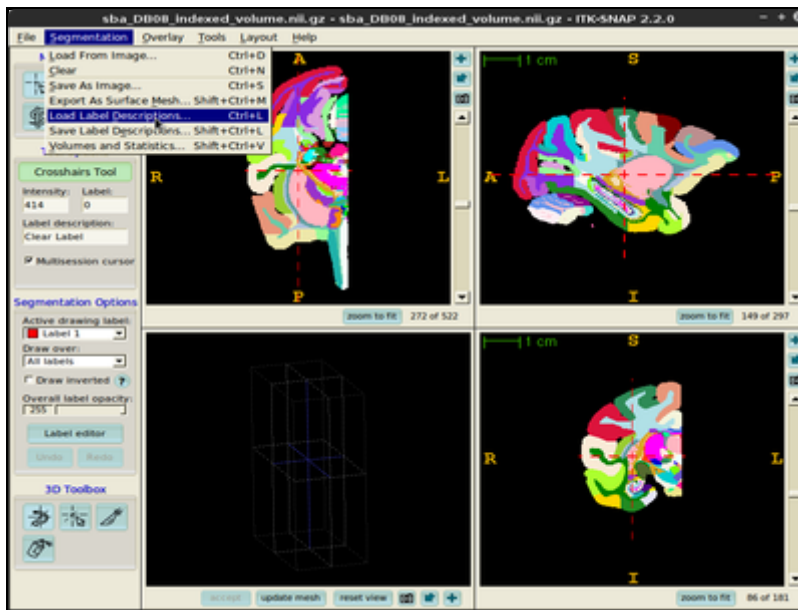 sba_DB08_indexed_volume.nii.gz - sba_DB08_indexed_volume.nii.gz - ITK-SNAP 2.2.0
File Segmentation Overlay Tools Layout Help
Load From Image... Ctrl+D
Clear Ctrl+N
Save As Image... Ctrl+S
Export As Surface Mesh... Shift+Ctrl+M
Load Label Descriptions... Ctrl+L
Save Label Descriptions... Shift+Ctrl+L
Volumes and Statistics... Shift+Ctrl+V
Crosshairs Tool
Intensity: Label:
414 0
Label description:
Clear Label
Multisession cursor
Segmentation Options
Active drawing label:
Label 1
Draw over:
All labels
Draw inverted ?
Overall label opacity:
255
Label editor
Undo Redo
3D Toolbox
A
R L
P
zoom to fit 272 of 522
1 cm
S
A P
I
zoom to fit 149 of 297
accept update mesh reset view
1 cm
S
R L
I
zoom to fit 86 of 181